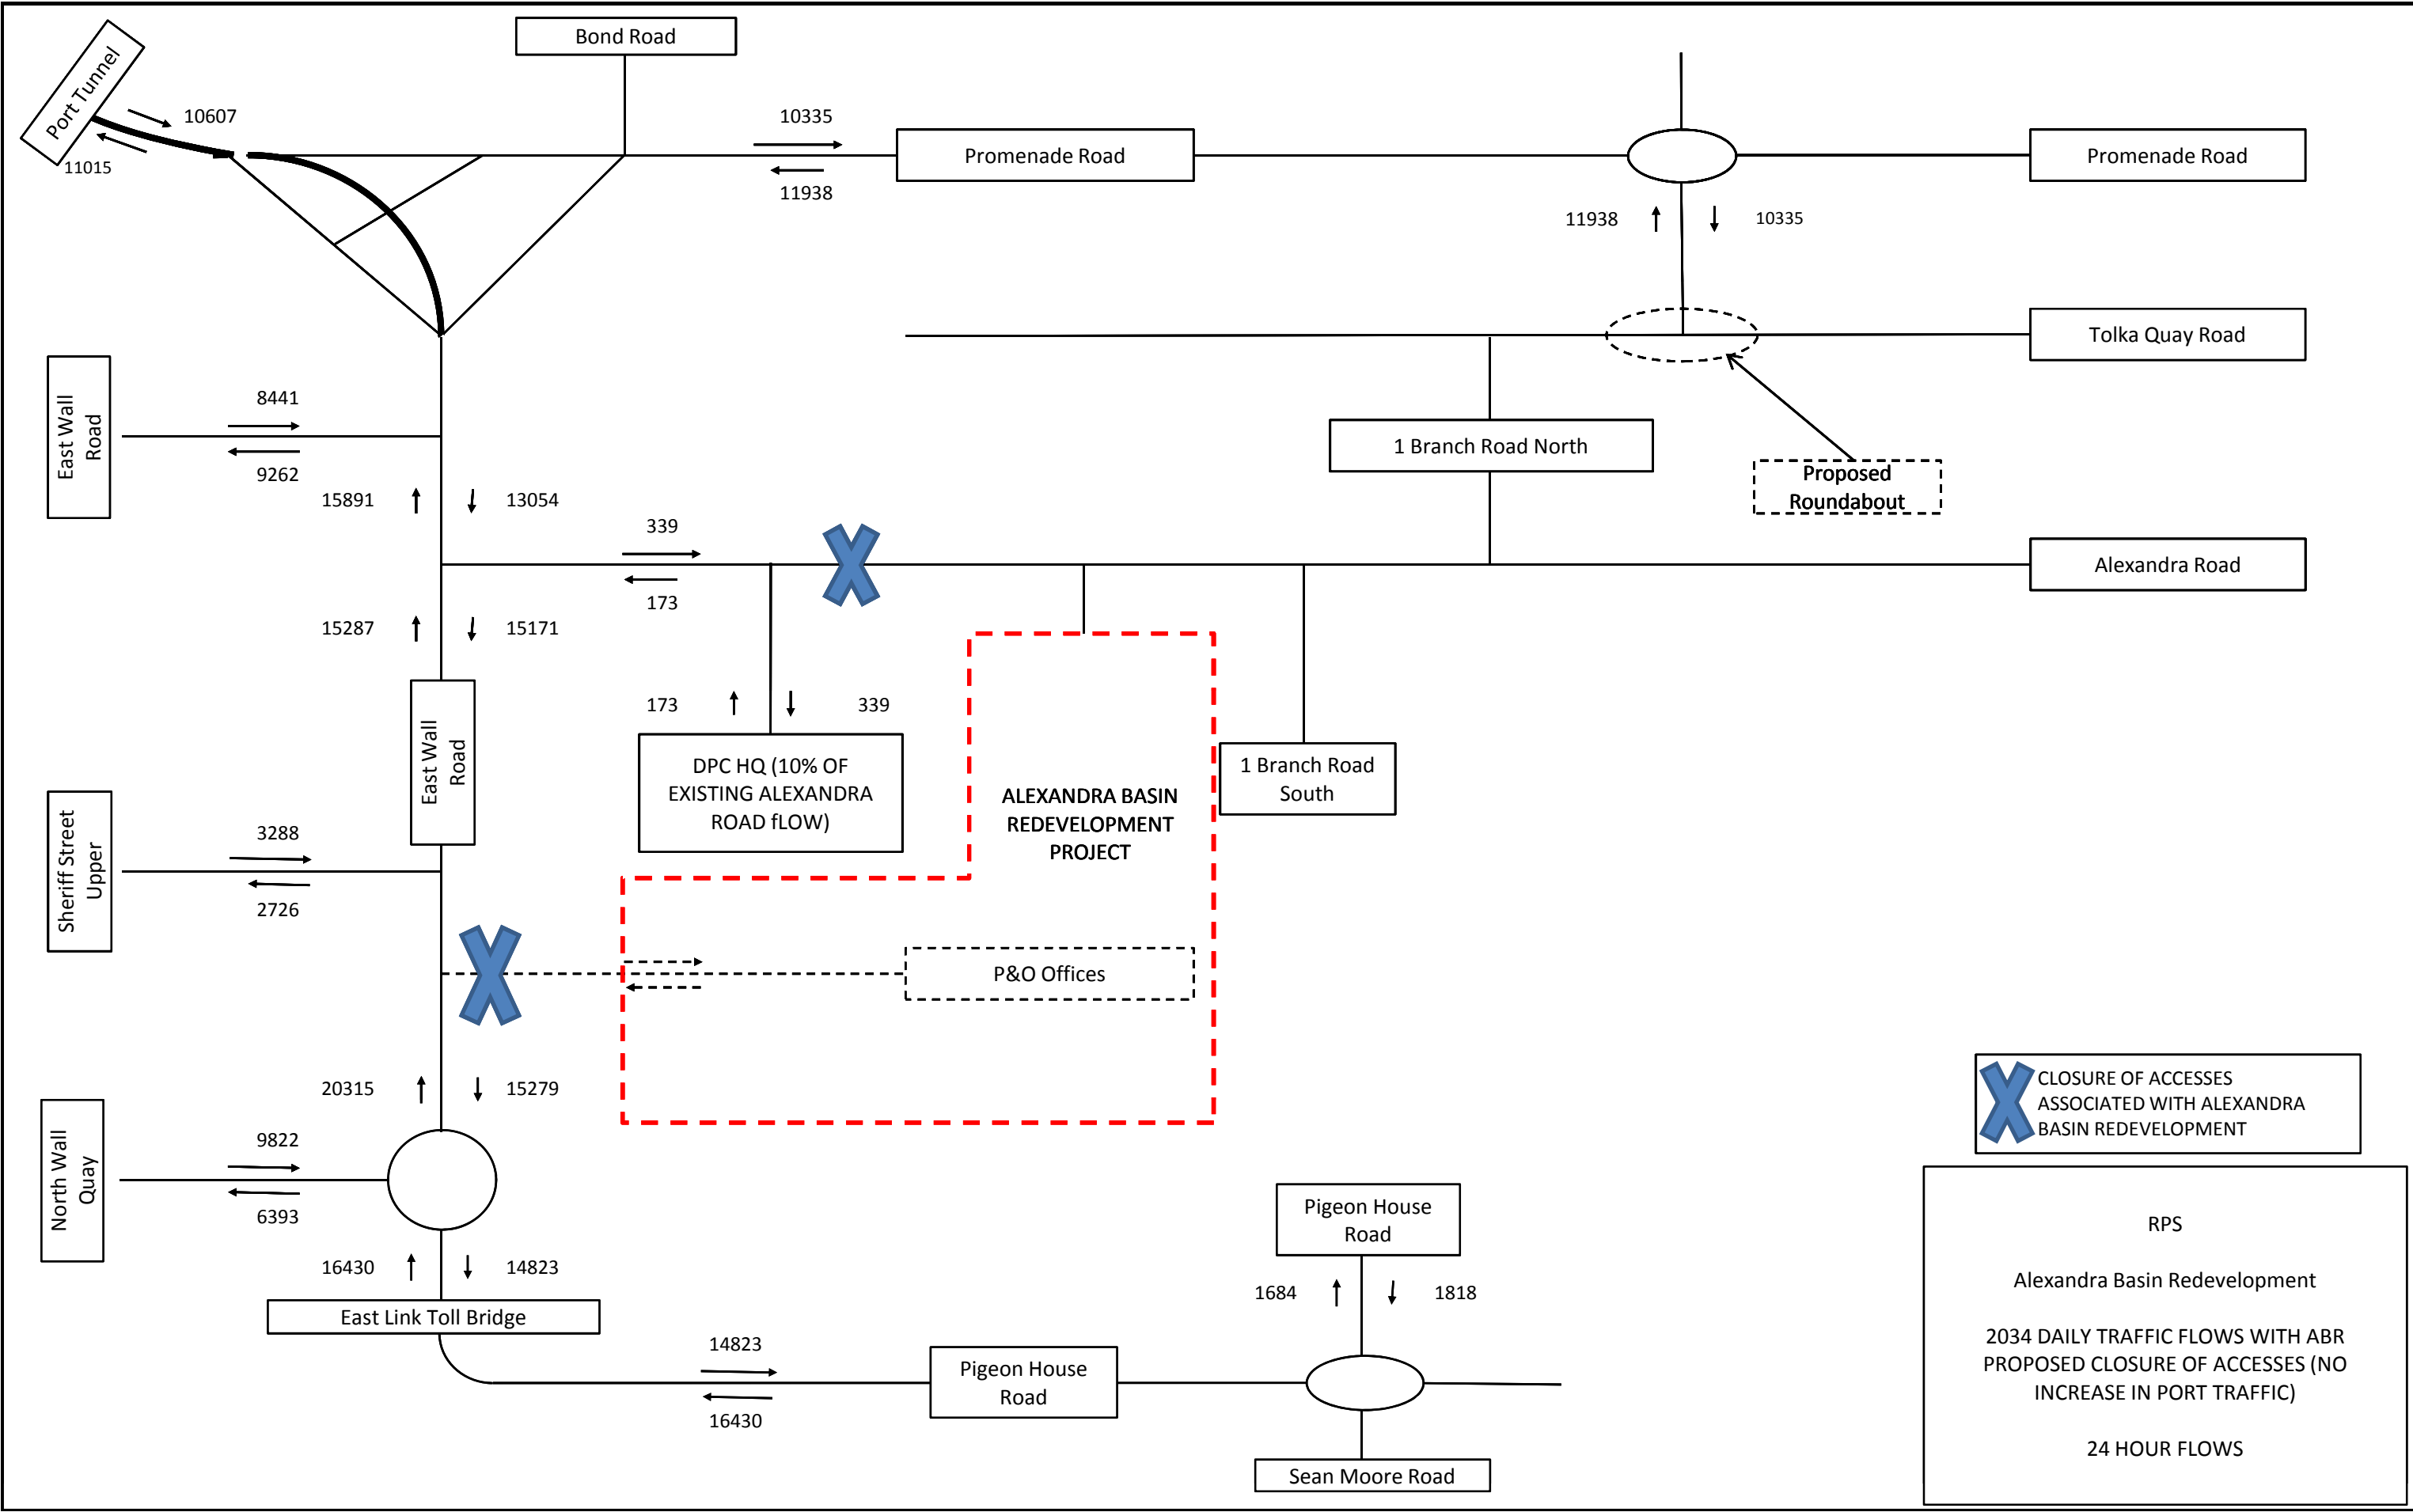 Bond Road
Port Tunnel
10607
11015
10335
11938
Promenade Road
Promenade Road
11938
10335
Tolka Quay Road
East Wall
Road
8441
9262
1 Branch Road North
Proposed
Roundabout
15891
13054
339
173
Alexandra Road
15287
15171
East Wall
Road
173
339
DPC HQ (10% OF
EXISTING ALEXANDRA
ROAD fLOW)
ALEXANDRA BASIN
REDEVELOPMENT
PROJECT
1 Branch Road
South
Sheriff Street
Upper
3288
2726
P&O Offices
20315
15279
North Wall
Quay
9822
6393
16430
14823
East Link Toll Bridge
14823
16430
Pigeon House
Road
Pigeon House
Road
1684
1818
Sean Moore Road
CLOSURE OF ACCESSES
ASSOCIATED WITH ALEXANDRA
BASIN REDEVELOPMENT
RPS
Alexandra Basin Redevelopment
2034 DAILY TRAFFIC FLOWS WITH ABR
PROPOSED CLOSURE OF ACCESSES (NO
INCREASE IN PORT TRAFFIC)
24 HOUR FLOWS